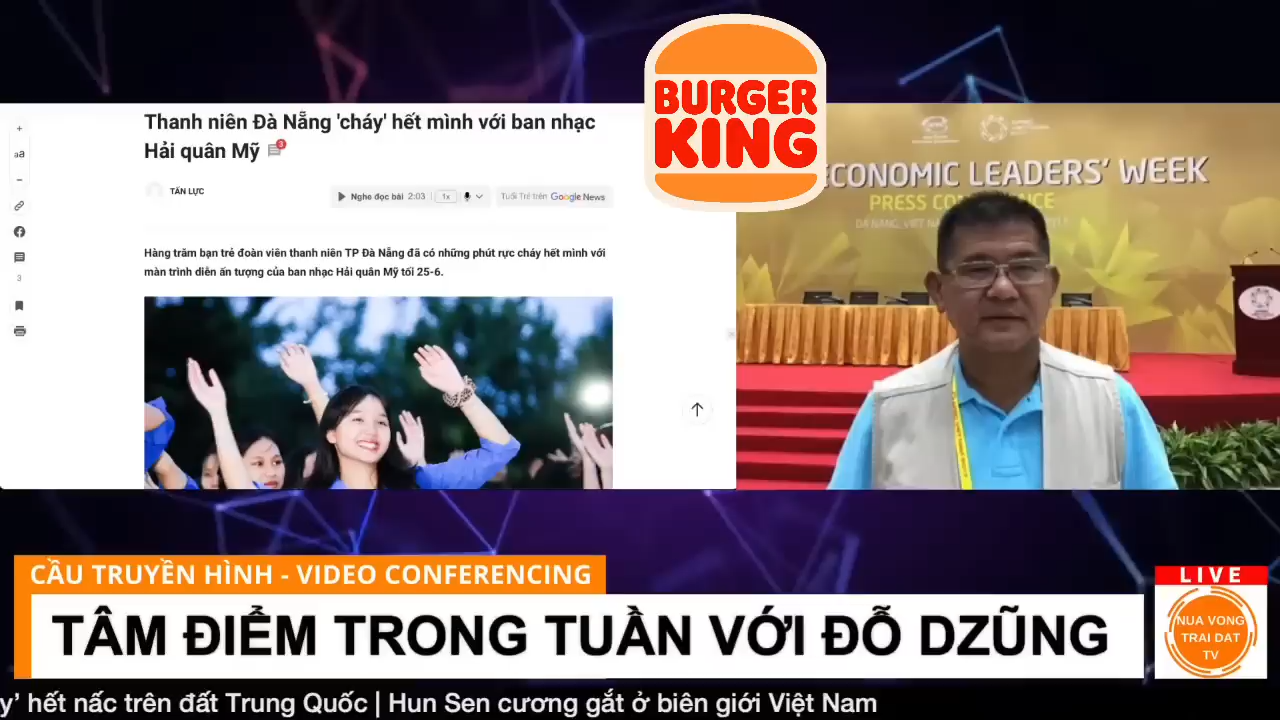 BURGER
KING
Thanh niên Đà Nẵng 'cháy' hết mình với ban nhạc
Hải quân Mỹ
3
TẤN LỰC
Nghe đọc bài 2:03 1x
Tuổi Trẻ trên Google News
Hàng trăm bạn trẻ đoàn viên thanh niên TP Đà Nẵng đã có những phút rực cháy hết mình với
màn trình diễn ấn tượng của ban nhạc Hải quân Mỹ tối 25-6.
+
aA
−
3
ECONOMIC LEADERS' WEEK
PRESS
CẦU TRUYỀN HÌNH - VIDEO CONFERENCING
TÂM ĐIỂM TRONG TUẦN VỚI ĐỖ DZŨNG
LIVE
NUA VONG
TRAI DAT
TV
y' hết nấc trên đất Trung Quốc | Hun Sen cương gắt ở biên giới Việt Nam